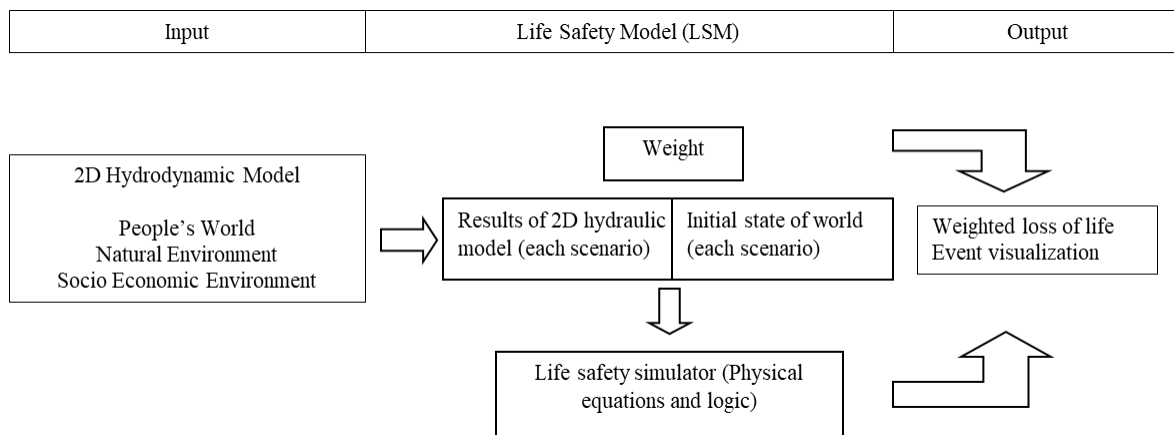 Input
Life Safety Model (LSM)
Output
Weight
2D Hydrodynamic Model
People's World
Natural Environment
Socio Economic Environment
Results of 2D hydraulic
model (each scenario)
Initial state of world
(each scenario)
Weighted loss of life
Event visualization
Life safety simulator (Physical
equations and logic)